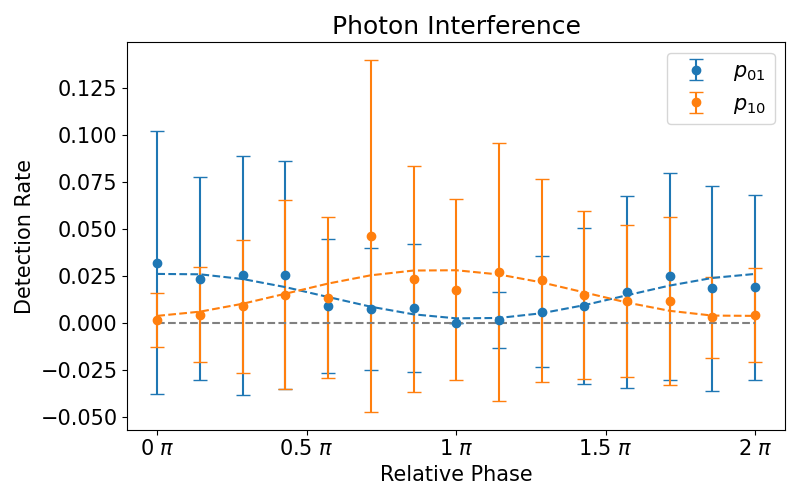 Photon Interference
Detection Rate
0.125
0.100
0.075
0.050
0.025
0.000
−0.025
−0.050
p01
p10
0 π
0.5 π
1 π
1.5 π
2 π
Relative Phase